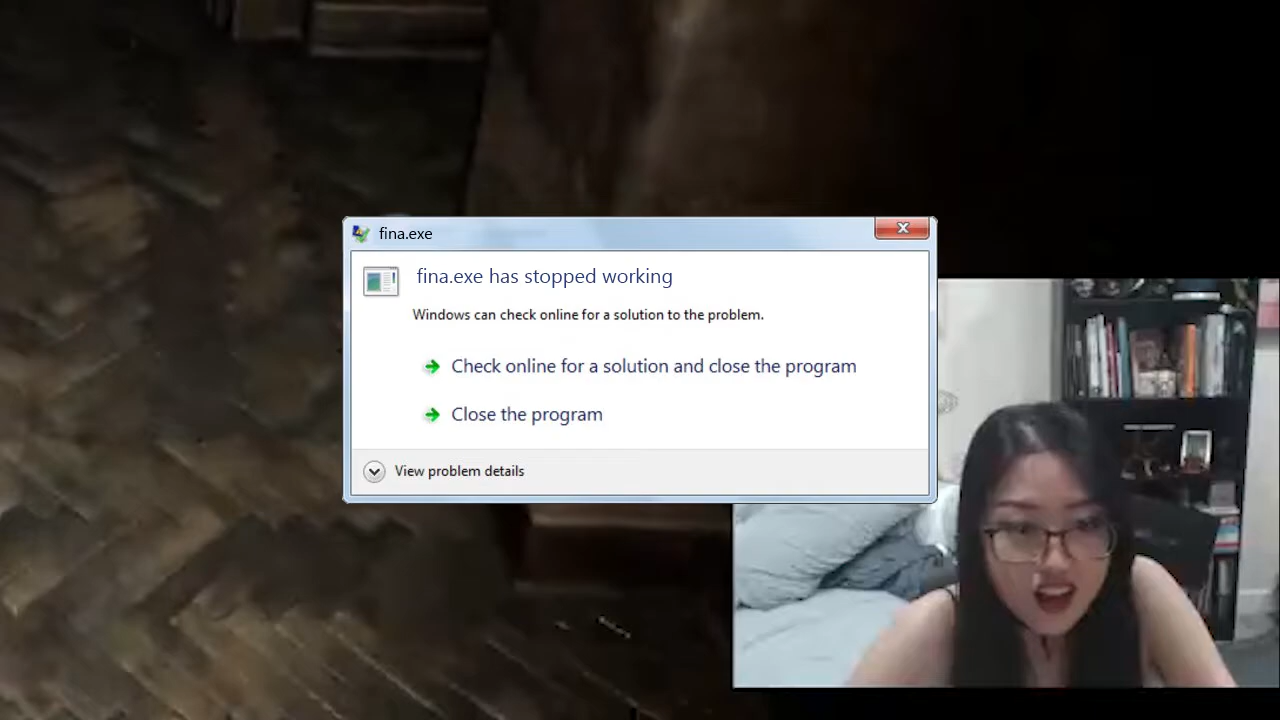 fina.exe
fina.exe has stopped working
Windows can check online for a solution to the problem.
Check online for a solution and close the program
Close the program
View problem details